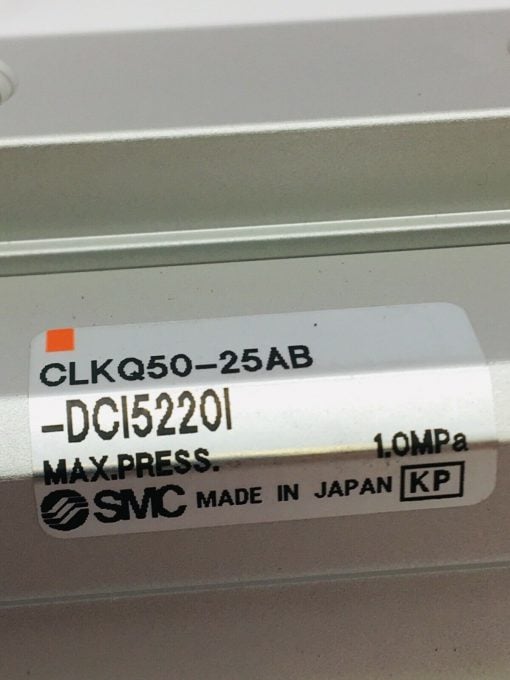 CLKQ50-25AB
-DCI5220I
MAX.PRESS. 1.0MPa
SMC MADE IN JAPAN KP